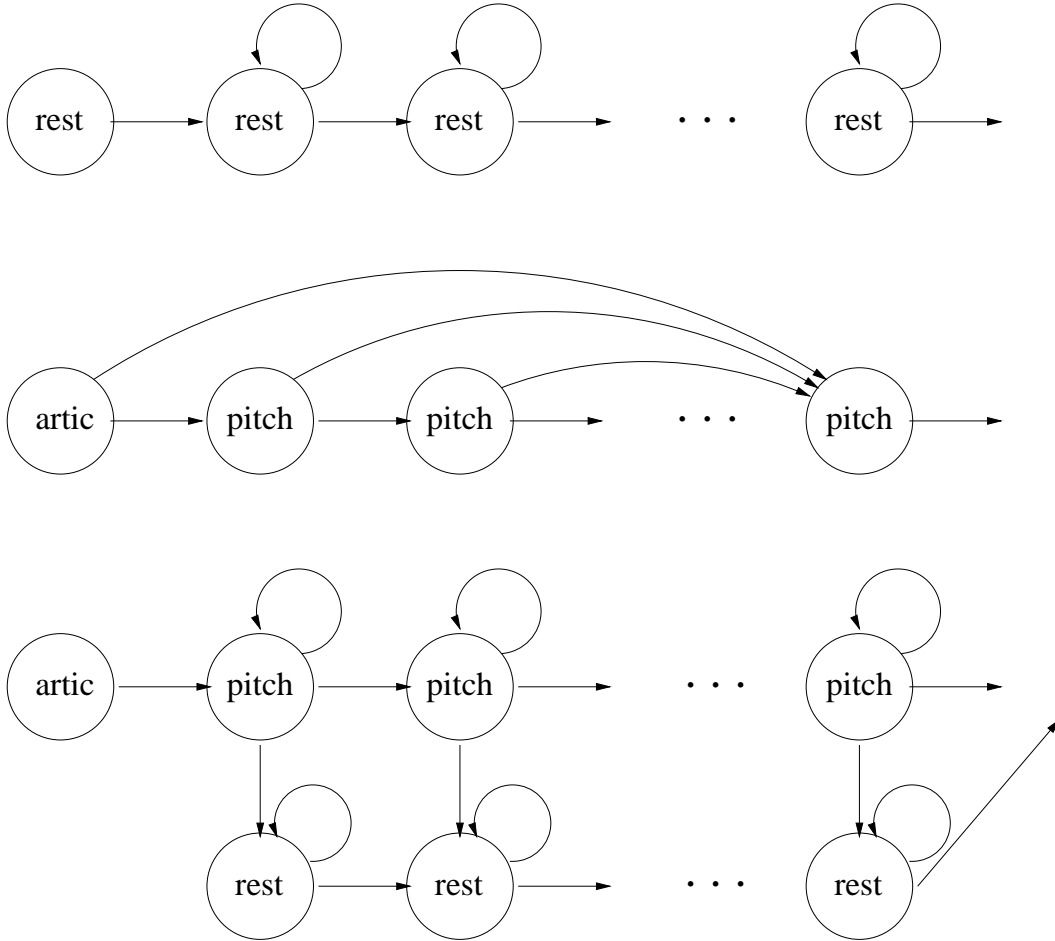 rest rest rest . . . rest
artic pitch pitch . . . pitch
artic pitch pitch . . . pitch
rest rest . . . rest